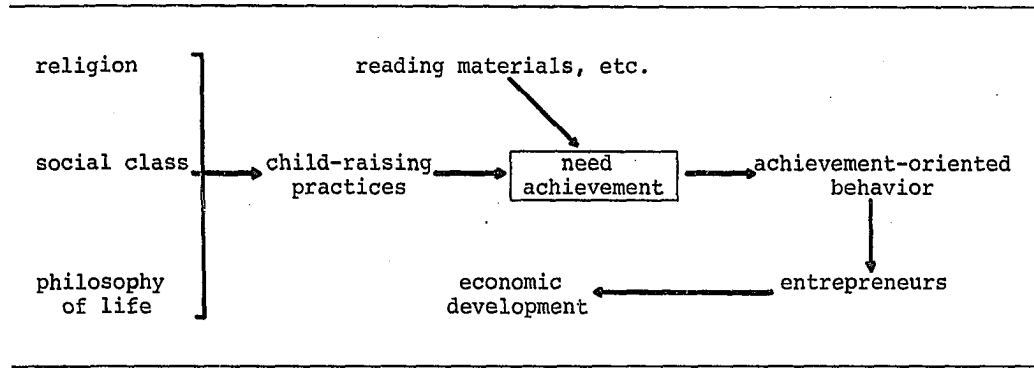 religion
reading materials, etc.
social class
child-raising
practices
need
achievement
achievement-oriented
behavior
philosophy
of life
economic
development
entrepreneurs